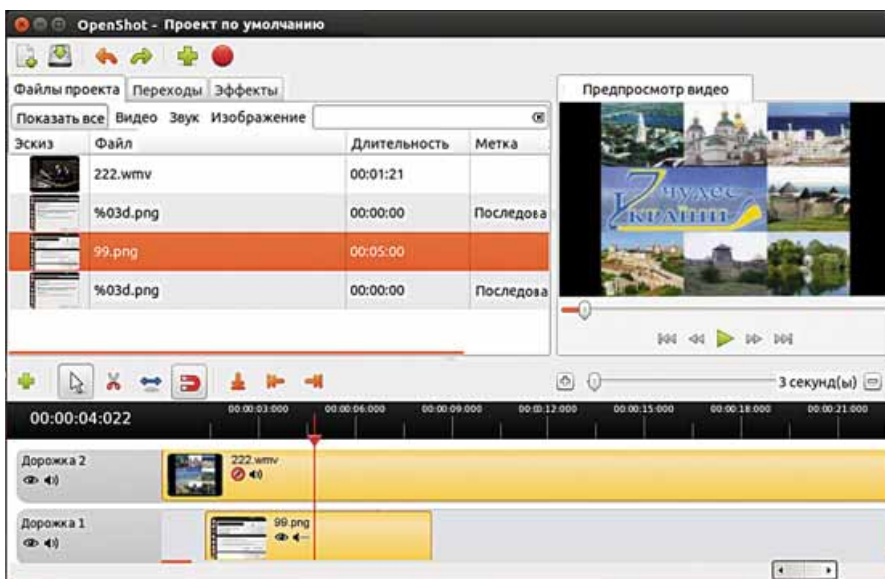 OpenShot - Проект по умолчанию
Файлы проекта Переходы Эффекты
Показать все Видео Звук Изображение
Эскиз Файл Длительность Метка
222.wmv 00:01:21
%03d.png 00:00:00 Последова
99.png 00:05:00
%03d.png 00:00:00 Последова
Предпросмотр видео
7 чудес
України
3 секунд(ы)
00:00:04:022
00:00:03:000 00:00:06:000 00:00:09:000 00:00:12:000 00:00:15:000 00:00:18:000 00:00:21:000
Дорожка 2
222.wmv
Дорожка 1
99.png